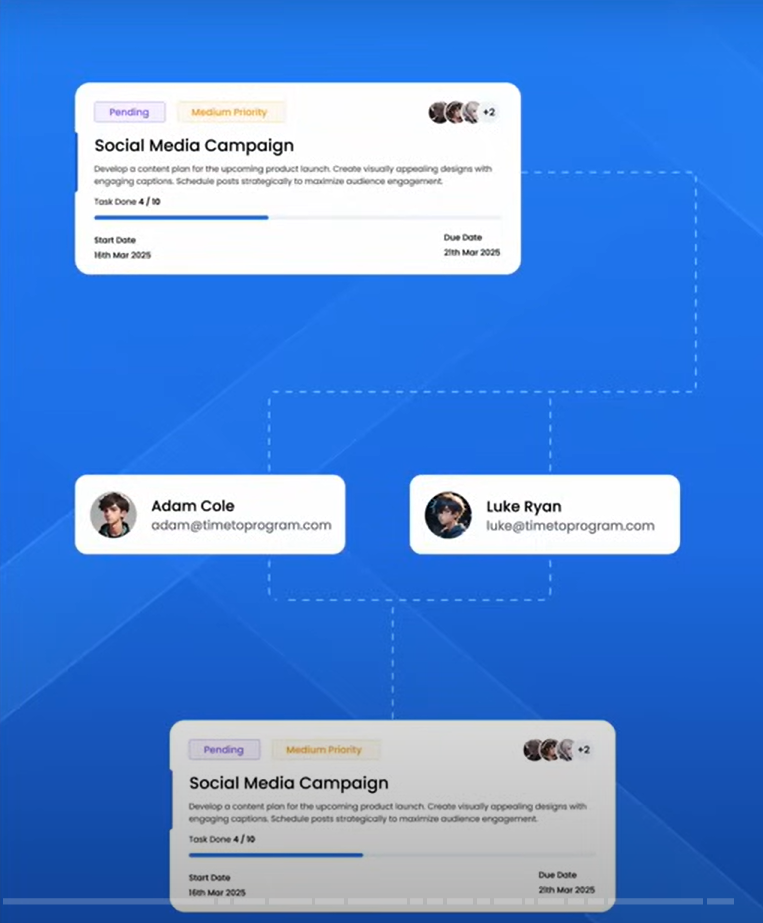 Pending
Medium Priority
+2
Social Media Campaign
Develop a content plan for the upcoming product launch. Create visually appealing designs with
engaging captions. Schedule posts strategically to maximize audience engagement.
Task Done 4 / 10
Start Date
Due Date
16th Mar 2025
21th Mar 2025
Adam Cole
adam@timetoprogram.com
Luke Ryan
luke@timetoprogram.com
Pending
Medium Priority
+2
Social Media Campaign
Develop a content plan for the upcoming product launch. Create visually appealing designs with
engaging captions. Schedule posts strategically to maximize audience engagement.
Task Done 4 / 10
Start Date
Due Date
16th Mar 2025
21th Mar 2025